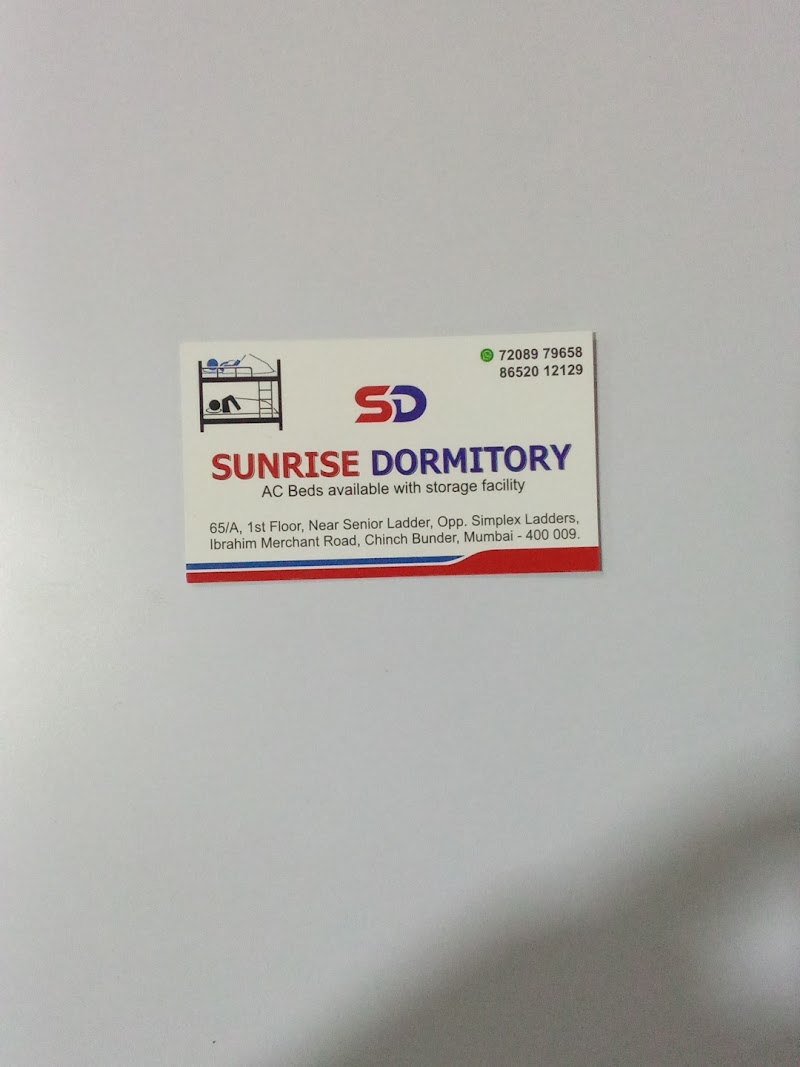 72089 79658
86520 12129
SD
SUNRISE DORMITORY
AC Beds available with storage facility
65/A, 1st Floor, Near Senior Ladder, Opp. Simplex Ladders,
Ibrahim Merchant Road, Chinch Bunder, Mumbai - 400 009.